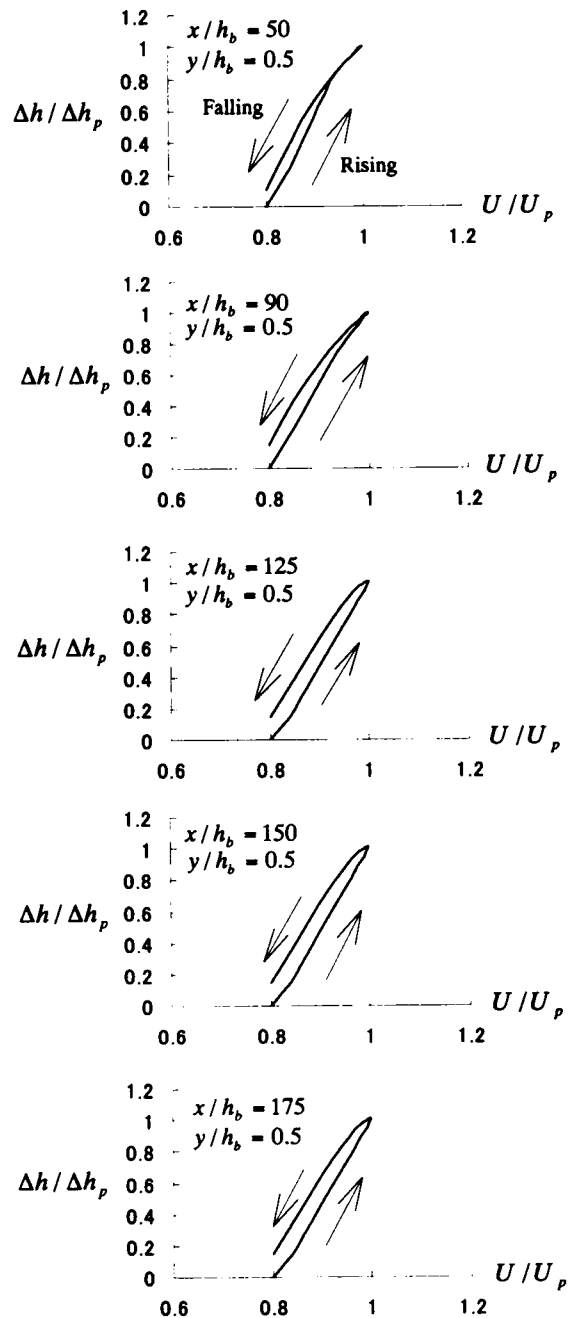 x/h_b = 50
y/h_b = 0.5
Δh/Δh_p
Falling
Rising
1.2
1
0.8
0.6
0.4
0.2
0
0.6 0.8 1 1.2
U/U_p
x/h_b = 90
y/h_b = 0.5
Δh/Δh_p
1.2
1
0.8
0.6
0.4
0.2
0
0.6 0.8 1 1.2
U/U_p
x/h_b = 125
y/h_b = 0.5
Δh/Δh_p
1.2
1
0.8
0.6
0.4
0.2
0
0.6 0.8 1 1.2
U/U_p
x/h_b = 150
y/h_b = 0.5
Δh/Δh_p
1.2
1
0.8
0.6
0.4
0.2
0
0.6 0.8 1 1.2
U/U_p
x/h_b = 175
y/h_b = 0.5
Δh/Δh_p
1.2
1
0.8
0.6
0.4
0.2
0
0.6 0.8 1 1.2
U/U_p